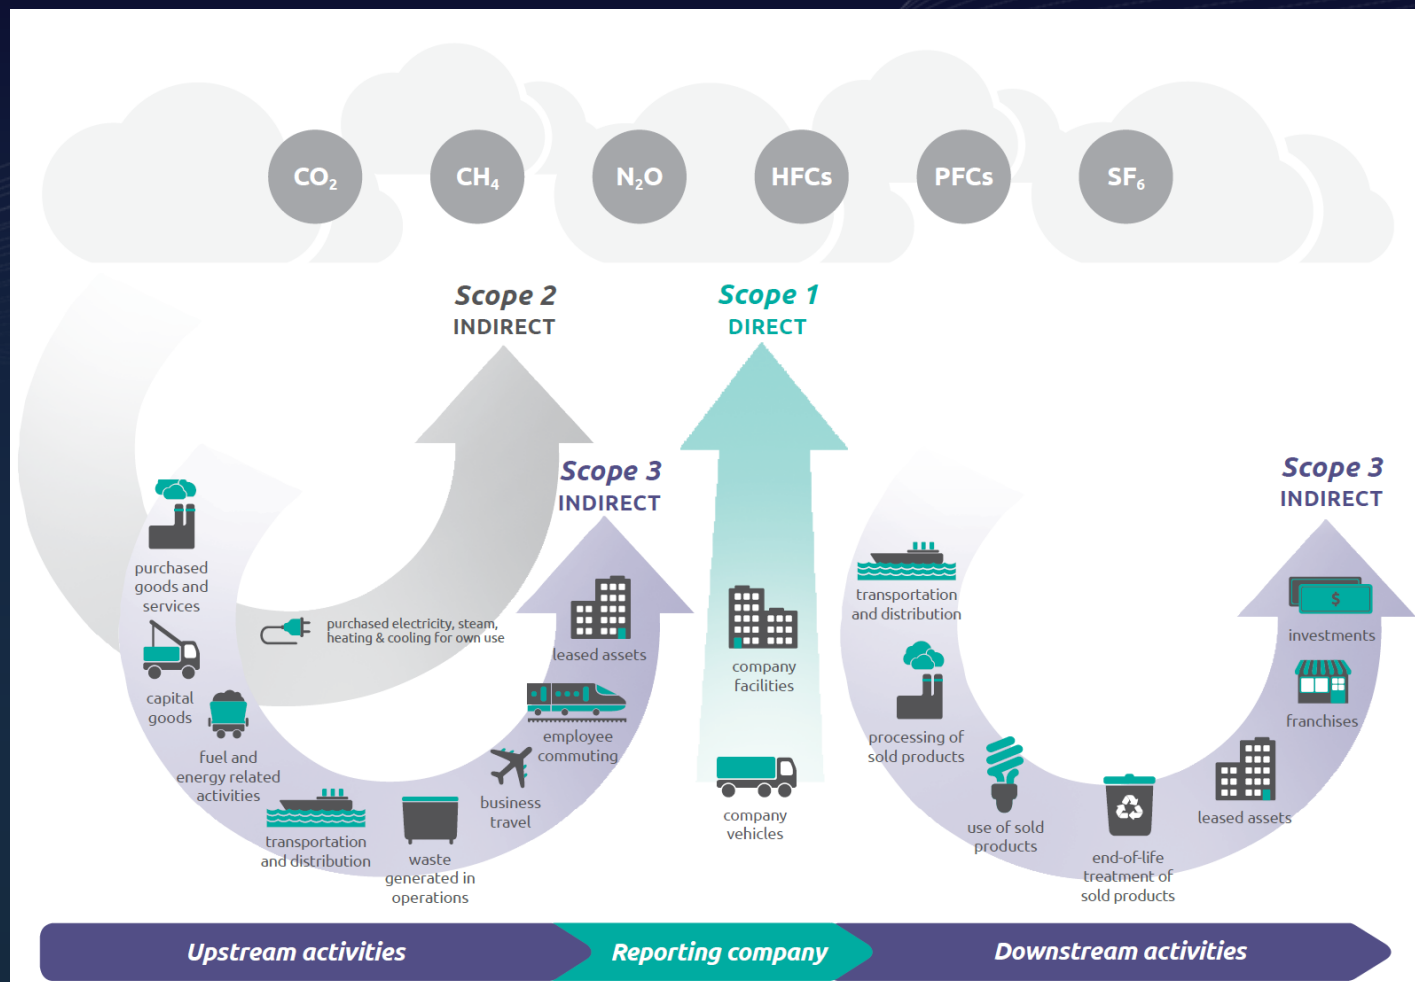 CO₂
CH₄
N₂O
HFCs
PFCs
SF₆
Scope 2
INDIRECT
Scope 1
DIRECT
Scope 3
INDIRECT
Scope 3
INDIRECT
purchased
goods and
services
capital
goods
fuel and
energy related
activities
purchased electricity, steam,
heating & cooling for own use
transportation
and distribution
waste
generated in
operations
business
travel
employee
commuting
leased assets
company
facilities
company
vehicles
transportation
and distribution
processing of
sold products
use of sold
products
end-of-life
treatment of
sold products
leased assets
franchises
$
investments
Upstream activities
Reporting company
Downstream activities